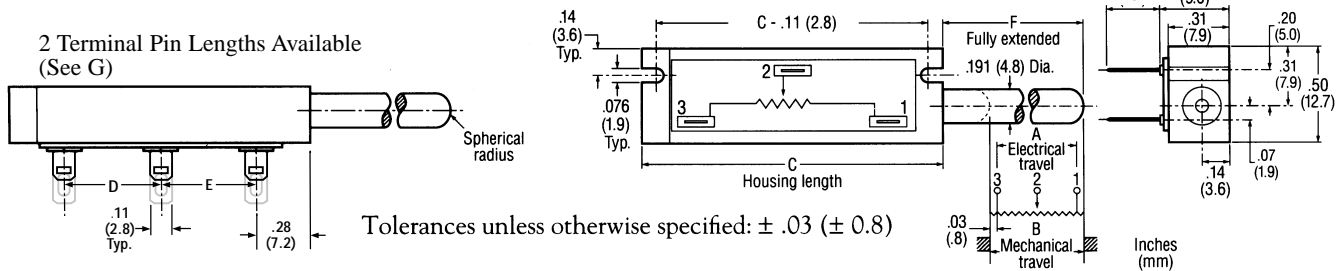 2 Terminal Pin Lengths Available
(See G)
Spherical
radius
D
E
.11
(2.8)
Typ.
.28
(7.2)
.14
(3.6)
Typ.
C - .11 (2.8)
F
Fully extended
.191 (4.8) Dia.
2
3
1
.076
(1.9)
Typ.
C
Housing length
A
Electrical
travel
3 2 1
.03
(.8)
B
Mechanical
travel
Tolerances unless otherwise specified: ± .03 (± 0.8)
.31
(7.9)
.20
(5.0)
.31
(7.9)
.50
(12.7)
.07
(1.9)
.14
(3.6)
Inches
(mm)